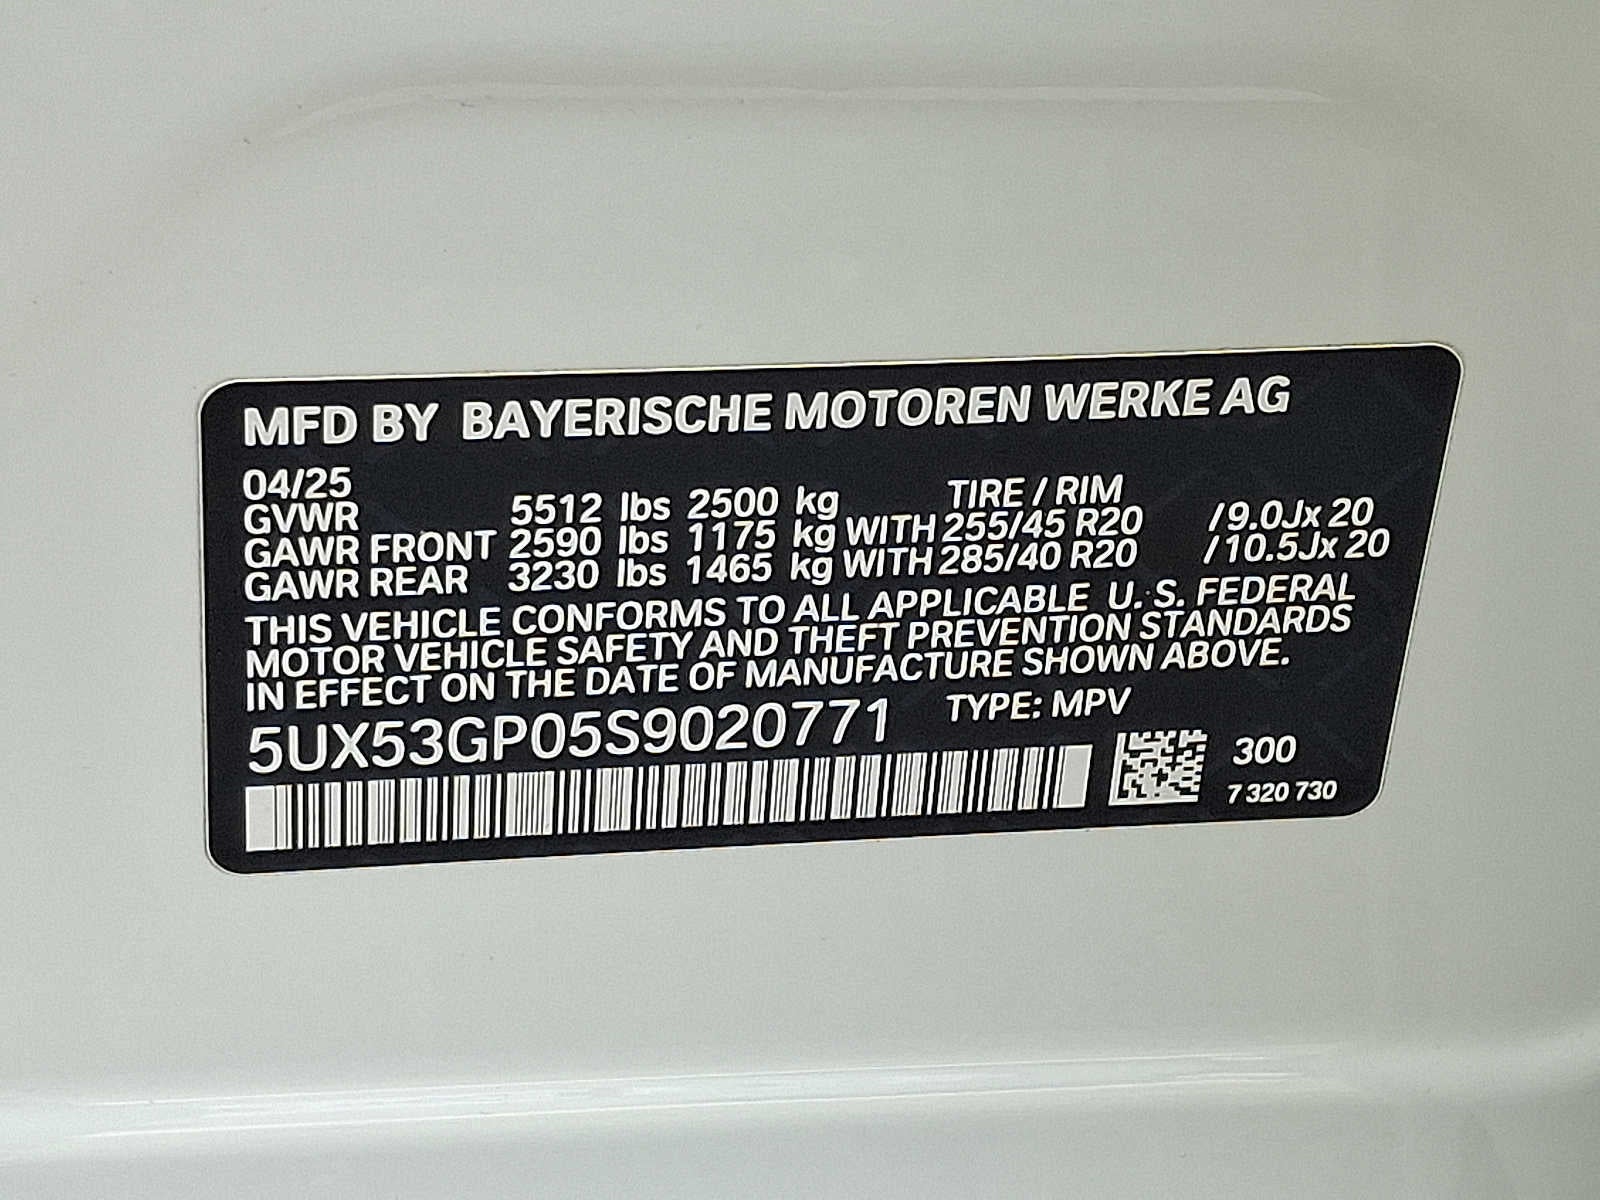 MFD BY BAYERISCHE MOTOREN WERKE AG
04/25 TIRE / RIM
GVWR 5512 lbs 2500 kg
GAWR FRONT 2590 lbs 1175 kg WITH 255/45 R20 /9.0Jx 20
GAWR REAR 3230 lbs 1465 kg WITH 285/40 R20 /10.5Jx 20
THIS VEHICLE CONFORMS TO ALL APPLICABLE U. S. FEDERAL
MOTOR VEHICLE SAFETY AND THEFT PREVENTION STANDARDS
IN EFFECT ON THE DATE OF MANUFACTURE SHOWN ABOVE.
5UX53GP05S9020771 TYPE: MPV
300
7 320 730